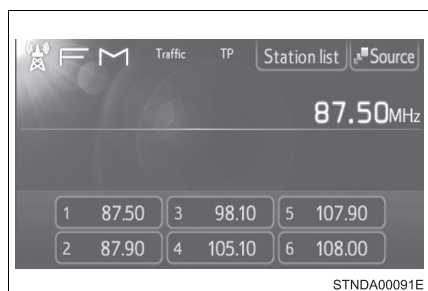 FM Traffic TP Station list Source
87.50MHz
1 87.50 3 98.10 5 107.90
2 87.90 4 105.10 6 108.00
STNDA00091E